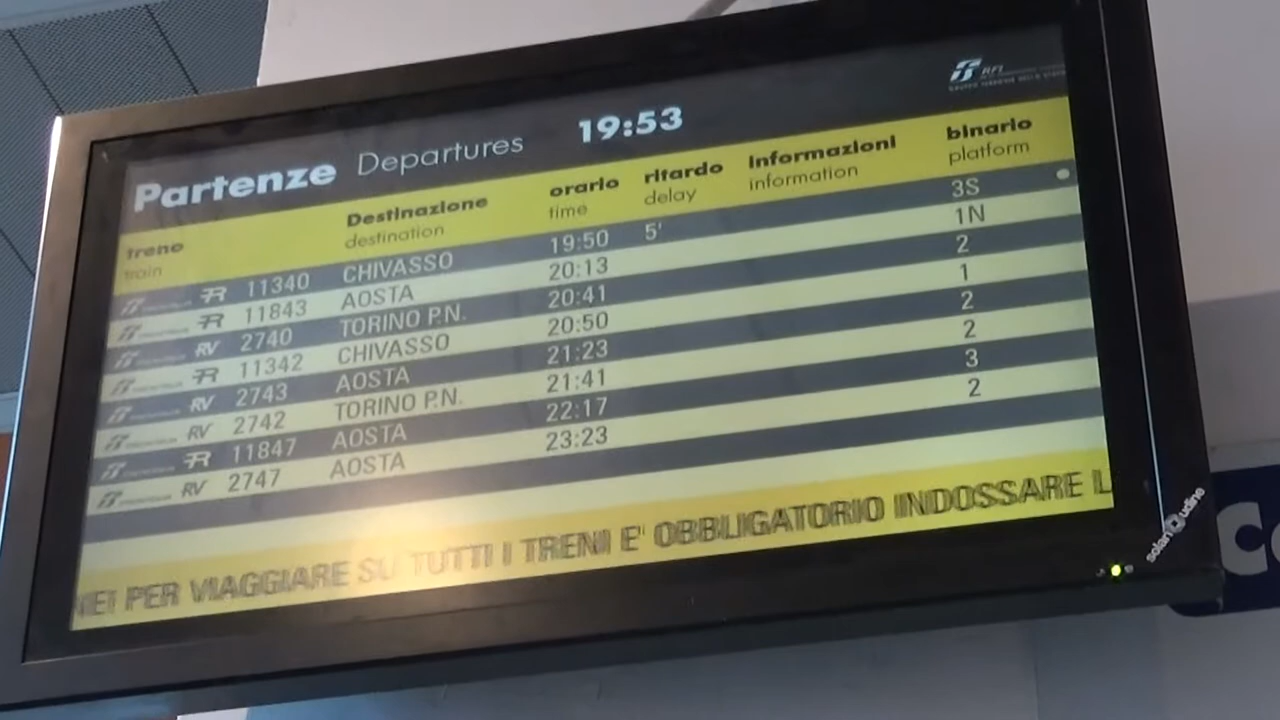 RFI
Partenze Departures 19:53
treno Destinazione orario ritardo Informazioni binario
train destination time delay information platform
R 11340 CHIVASSO 19:50 5' 3S
R 11843 AOSTA 20:13 1N
RV 2740 TORINO P.N. 20:41 2
R 11342 CHIVASSO 20:50 1
RV 2743 AOSTA 21:23 2
RV 2742 TORINO P.N. 21:41 2
R 11847 AOSTA 22:17 3
RV 2747 AOSTA 23:23 2
PER VIAGGIARE SU TUTTI I TRENI E' OBBLIGATORIO INDOSSARE L
solari udine